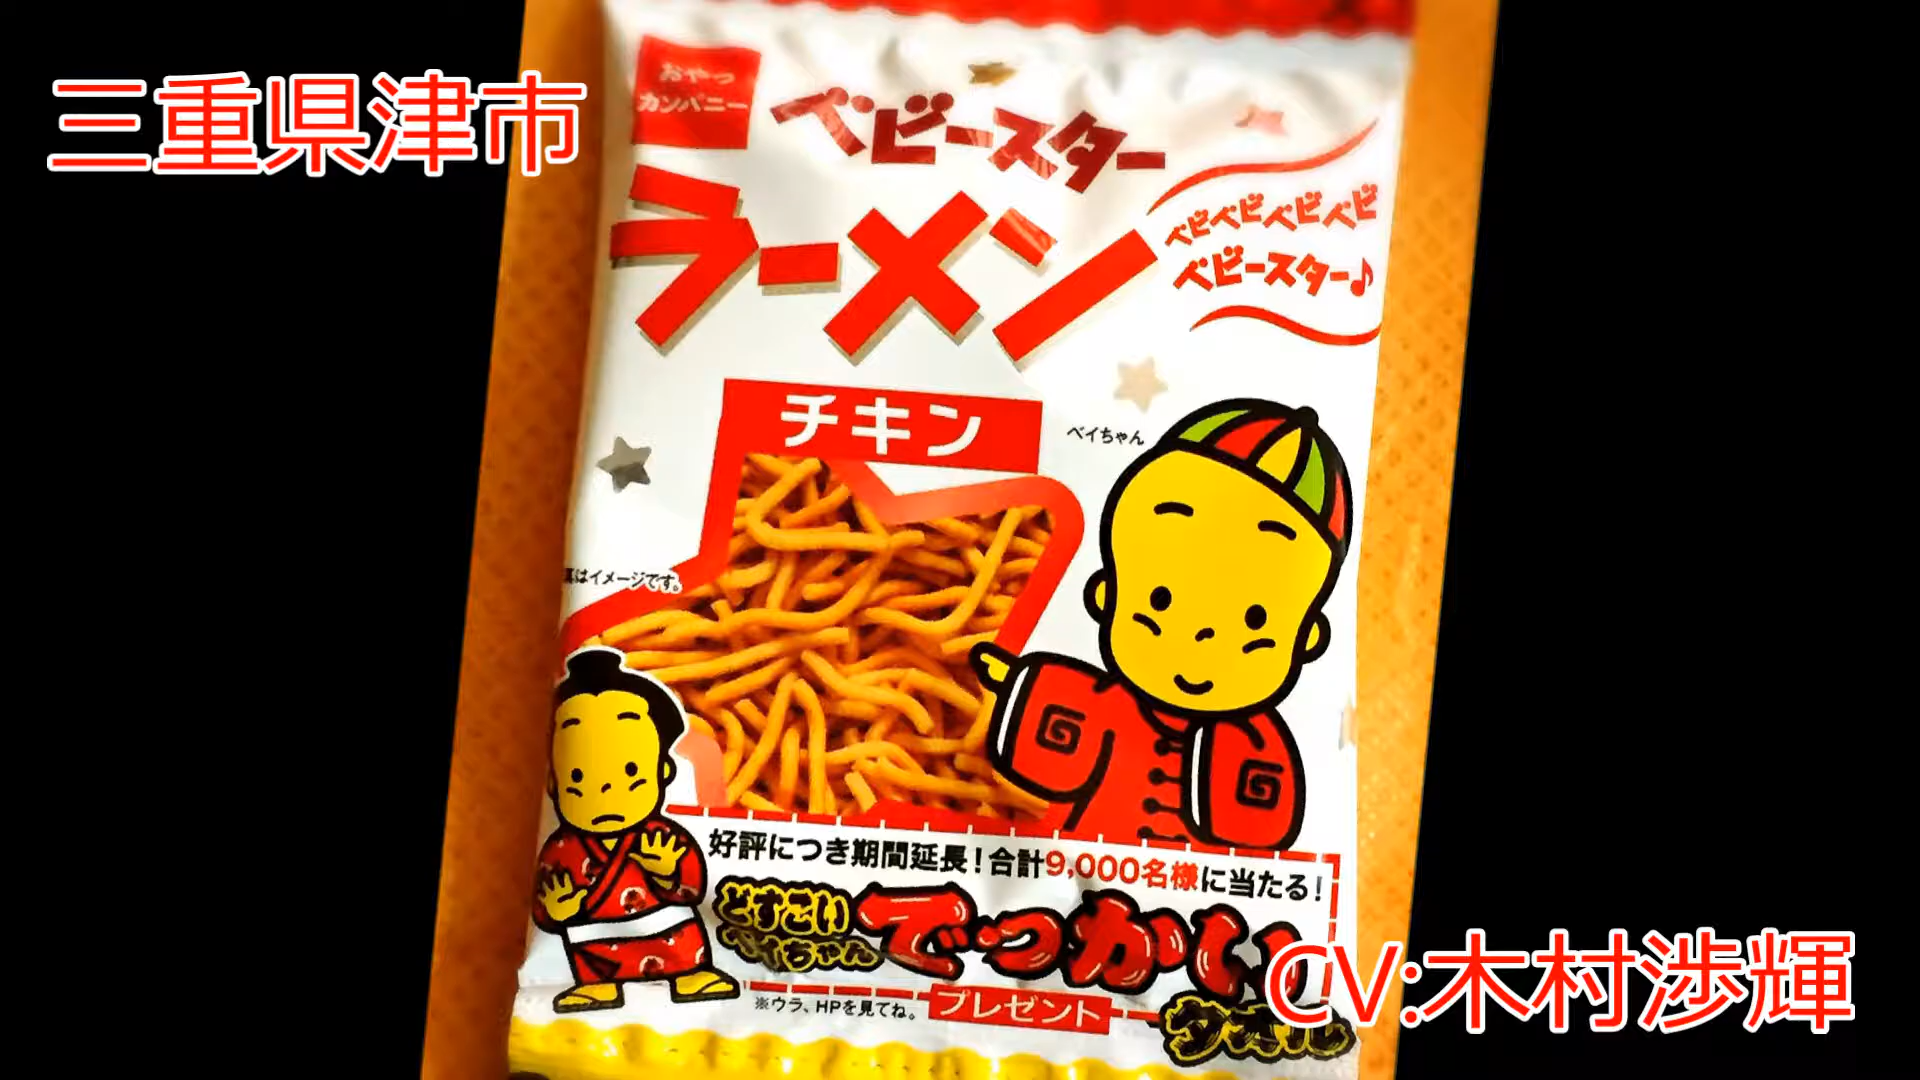 三重県津市
おやつ
カンパニー
ベビースター
ラーメン
ベビベビベビベビ
ベビースター♪
チキン
ベイちゃん
真はイメージです。
好評につき期間延長!合計9,000名様に当たる!
どすこい
ベイちゃん
でっかい
タオル
プレゼント
※ウラ、HPを見てね。
CV:木村渉輝